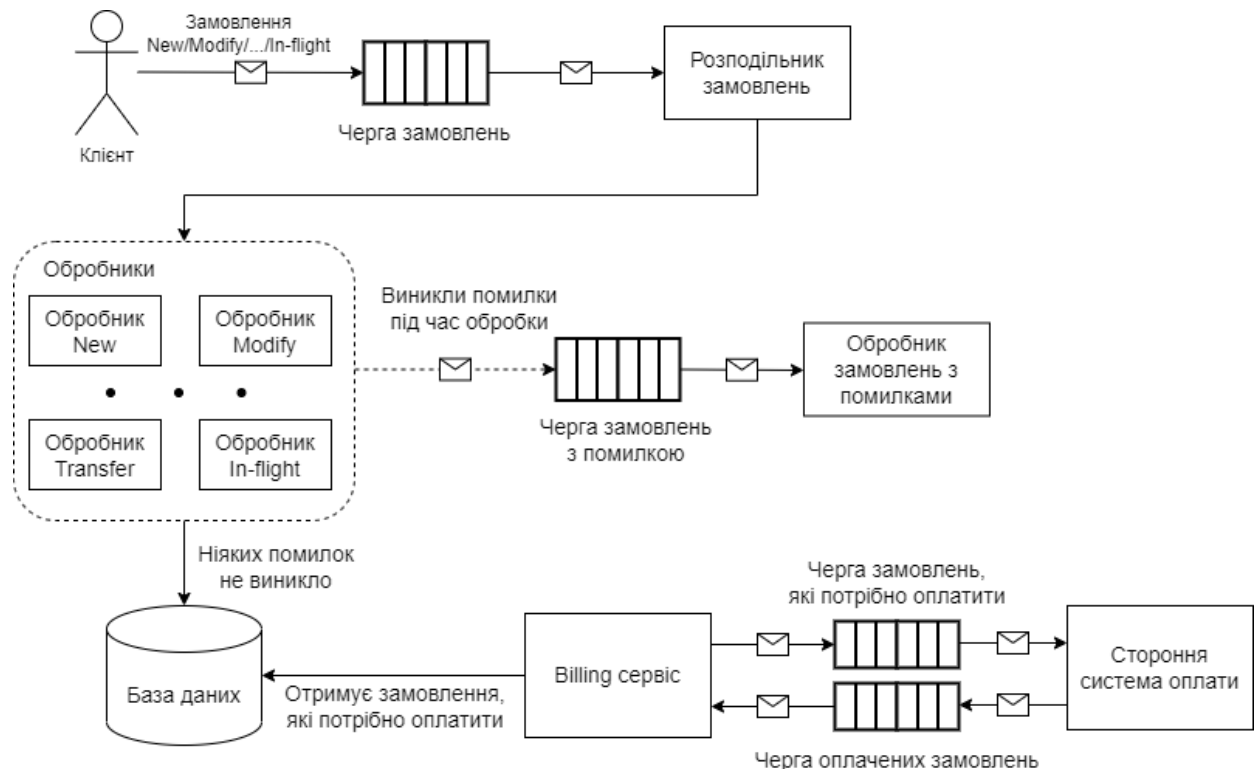 Замовлення
New/Modify/.../In-flight
Клієнт
Черга замовлень
Розподільник
замовлень
Обробники
Обробник
New
Обробник
Modify
Обробник
Transfer
Обробник
In-flight
Виникли помилки
під час обробки
Черга замовлень
з помилкою
Обробник
замовлень з
помилками
Ніяких помилок
не виникло
База даних
Отримує замовлення,
які потрібно оплатити
Billing сервіс
Черга замовлень,
які потрібно оплатити
Черга оплачених замовлень
Стороння
система оплати